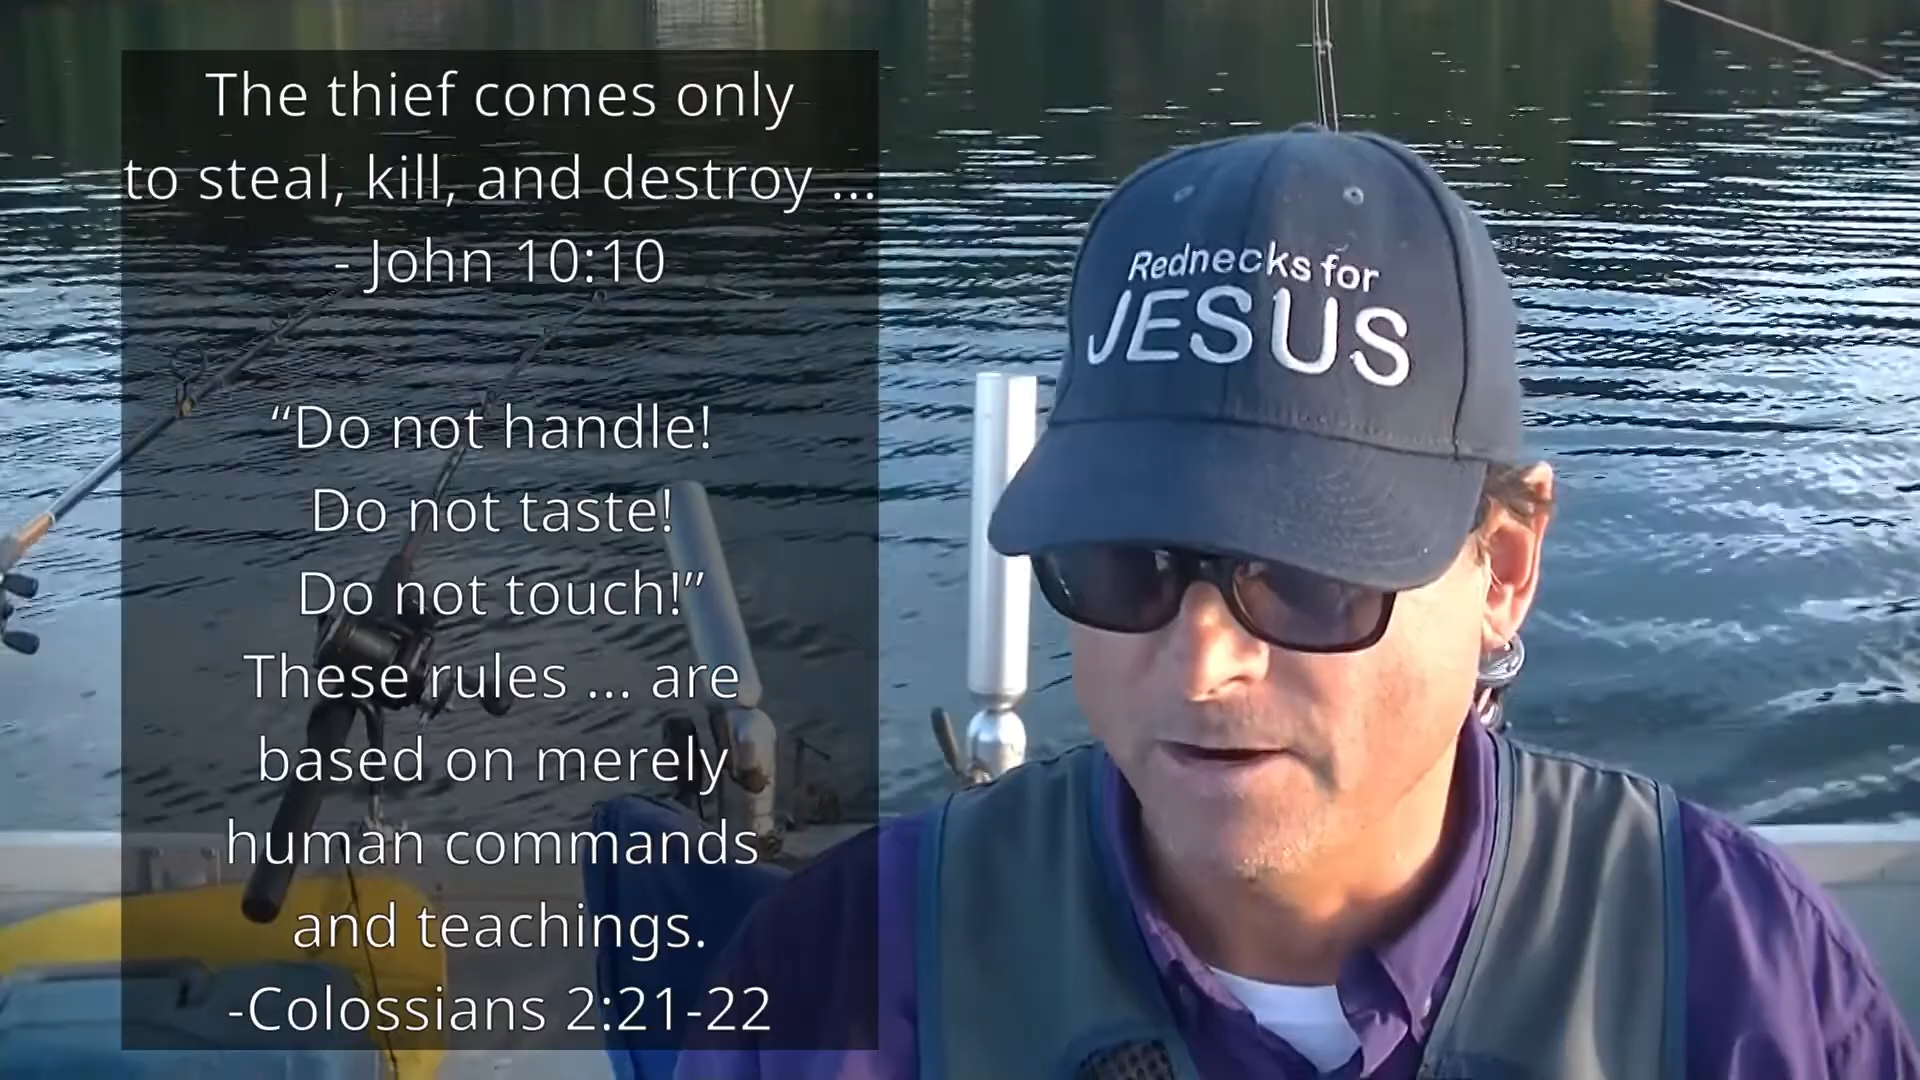 The thief comes only
to steal, kill, and destroy ...
- John 10:10
“Do not handle!
Do not taste!
Do not touch!”
These rules ... are
based on merely
human commands
and teachings.
-Colossians 2:21-22
Rednecks for
JESUS